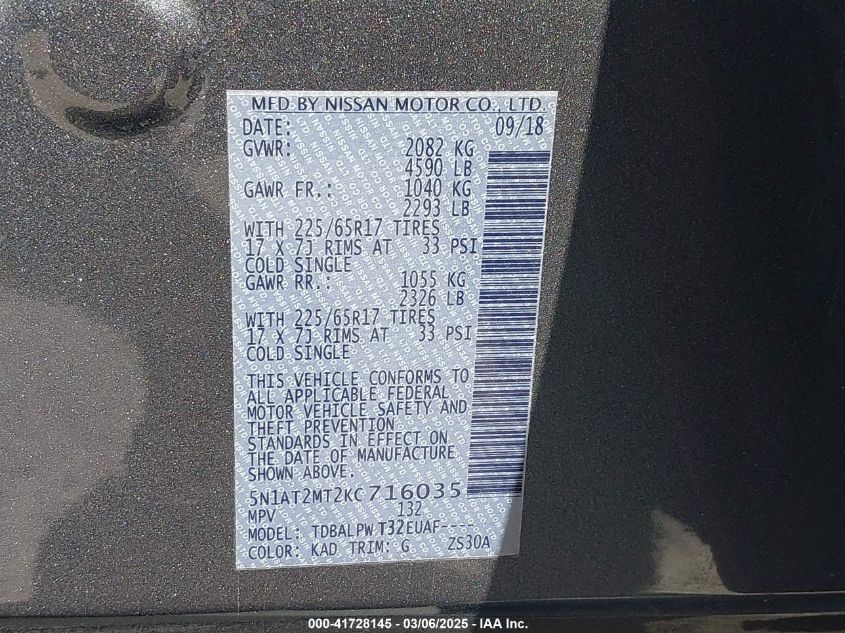 MFD BY NISSAN MOTOR CO., LTD.
DATE: 09/18
GVWR: 2082 KG
4590 LB
GAWR FR.: 1040 KG
2293 LB
WITH 225/65R17 TIRES
17 X 7J RIMS AT 33 PSI
COLD SINGLE
GAWR RR.: 1055 KG
2326 LB
WITH 225/65R17 TIRES
17 X 7J RIMS AT 33 PSI
COLD SINGLE
THIS VEHICLE CONFORMS TO
ALL APPLICABLE FEDERAL
MOTOR VEHICLE SAFETY AND
THEFT PREVENTION
STANDARDS IN EFFECT ON
THE DATE OF MANUFACTURE
SHOWN ABOVE.
5N1AT2MT2KC716035
MPV 132
MODEL: TDBALPW T32EUAF----
COLOR: KAD TRIM: G ZS30A
000-41728145 - 03/06/2025 - IAA Inc.